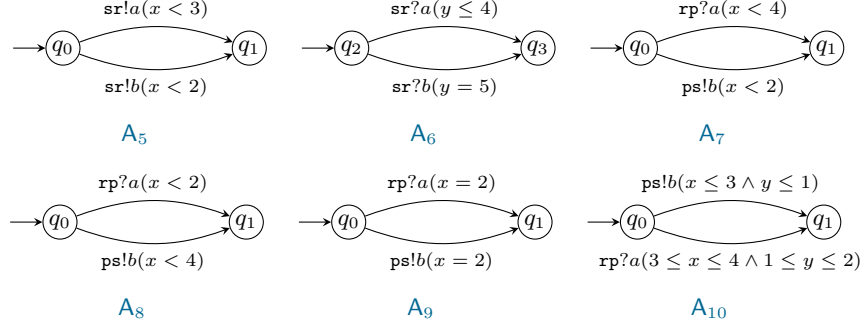 sr!a(x < 3) sr?a(y ≤ 4) rp?a(x < 4)
q₀ q₁ q₂ q₃ q₀ q₁
sr!b(x < 2) sr?b(y = 5) ps!b(x < 2)
A₅ A₆ A₇
rp?a(x < 2) rp?a(x = 2) ps!b(x ≤ 3 ∧ y ≤ 1)
q₀ q₁ q₀ q₁ q₀ q₁
ps!b(x < 4) ps!b(x = 2) rp?a(3 ≤ x ≤ 4 ∧ 1 ≤ y ≤ 2)
A₈ A₉ A₁₀